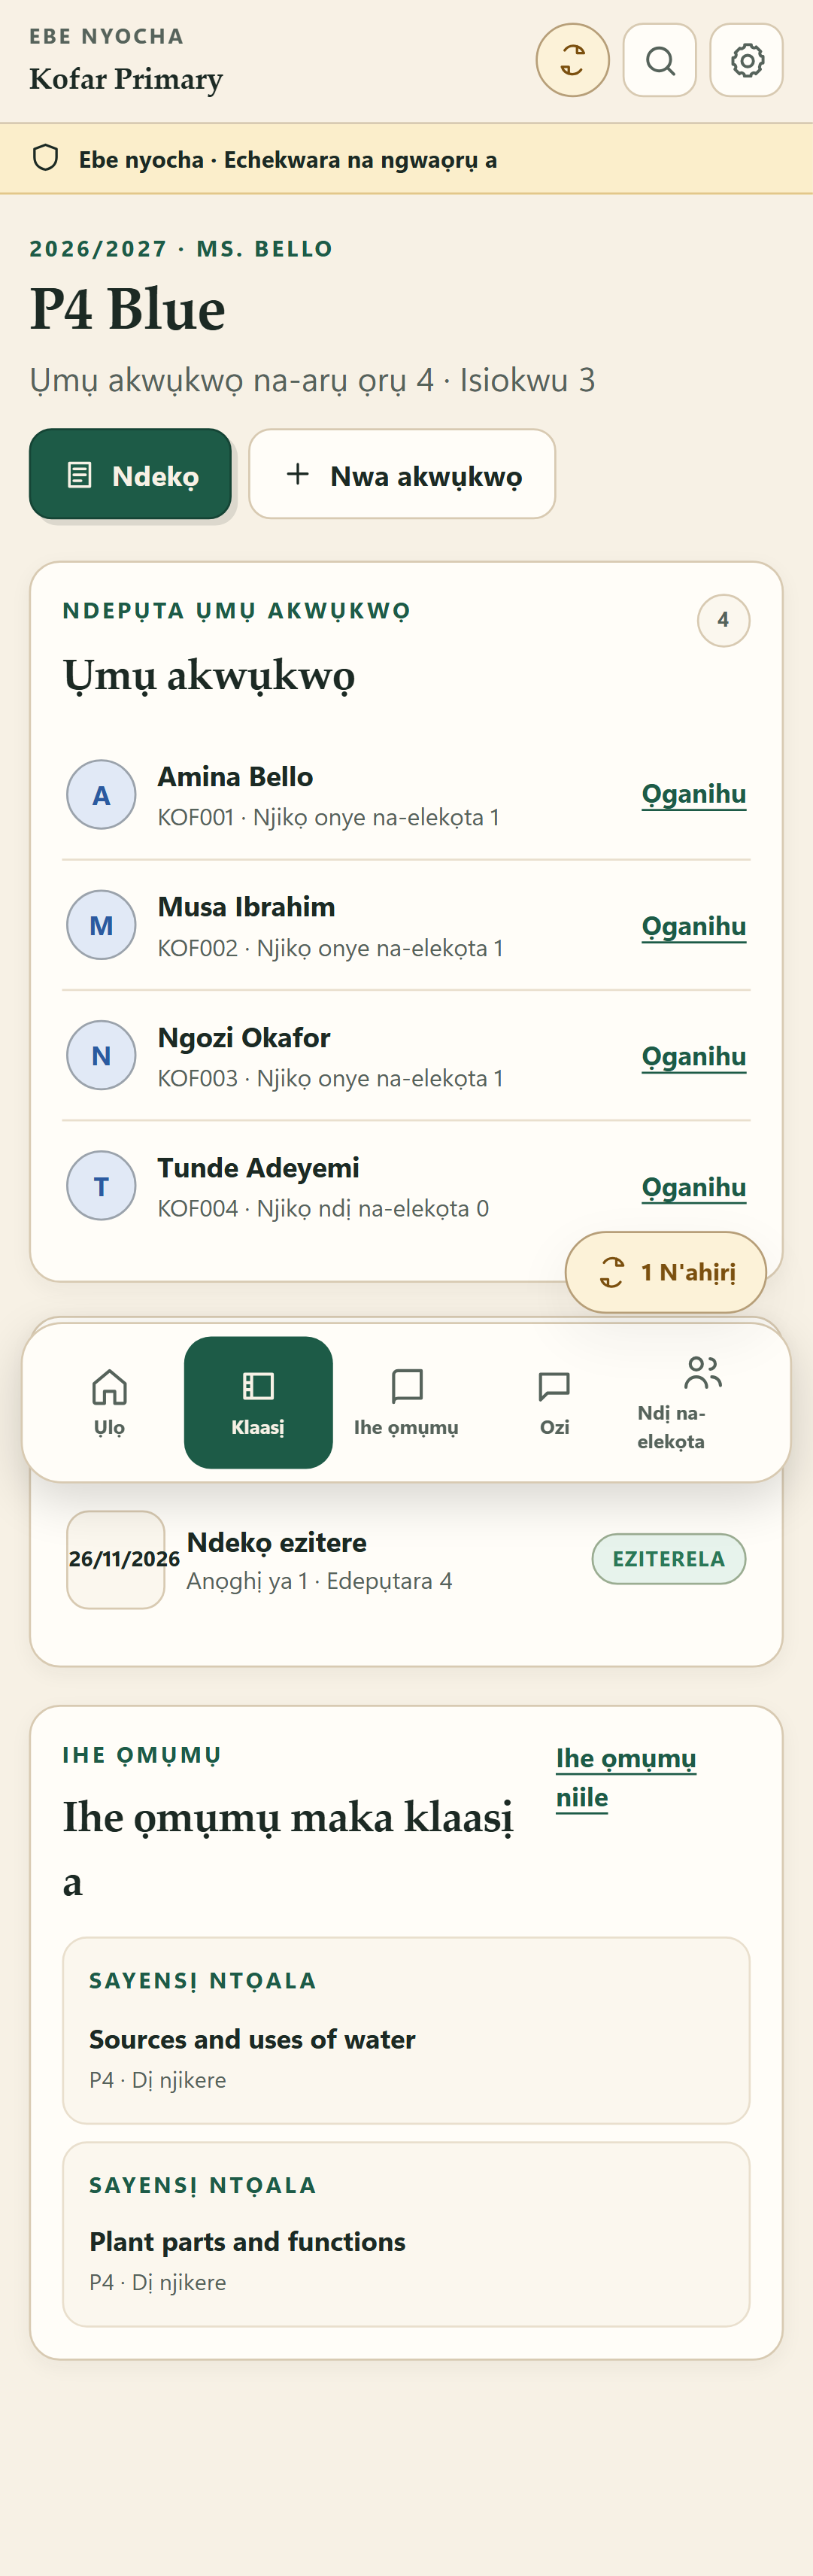 EBE NYOCHA
Kofar Primary
Ebe nyocha · Echekwara na ngwaọrụ a
2026/2027 · MS. BELLO
P4 Blue
Ụmụ akwụkwọ na-arụ ọrụ 4 · Isiokwu 3
Ndekọ
Nwa akwụkwọ
NDEPỤTA ỤMỤ AKWỤKWỌ
4
Ụmụ akwụkwọ
A
Amina Bello
Ọganihu
KOF001 · Njikọ onye na-elekọta 1
M
Musa Ibrahim
Ọganihu
KOF002 · Njikọ onye na-elekọta 1
N
Ngozi Okafor
Ọganihu
KOF003 · Njikọ onye na-elekọta 1
T
Tunde Adeyemi
Ọganihu
KOF004 · Njikọ ndị na-elekọta 0
1 N'ahịrị
Ụlọ
Klaasị
Ihe ọmụmụ
Ozi
Ndị na-
elekọta
26/11/2026
Ndekọ ezitere
Anọghị ya 1 · Edepụtara 4
EZITERELA
IHE ỌMỤMỤ
Ihe ọmụmụ
niile
Ihe ọmụmụ maka klaasị
a
SAYENSỊ NTỌALA
Sources and uses of water
P4 · Dị njikere
SAYENSỊ NTỌALA
Plant parts and functions
P4 · Dị njikere